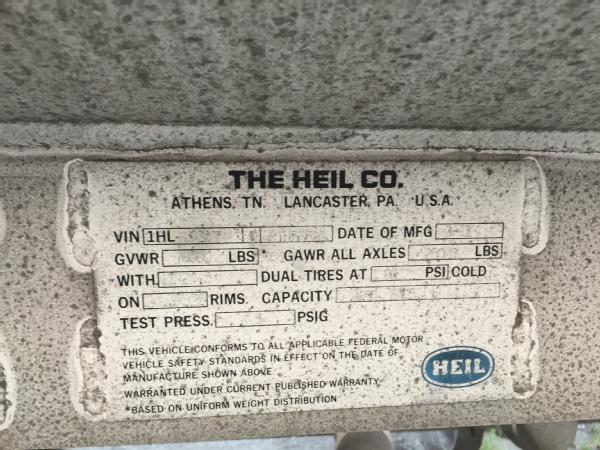 THE HEIL CO.
ATHENS, TN. LANCASTER, PA. U.S.A.
VIN 1HL DATE OF MFG
GVWR LBS* GAWR ALL AXLES LBS
WITH DUAL TIRES AT PSI COLD
ON RIMS. CAPACITY
TEST PRESS. PSIG
THIS VEHICLE CONFORMS TO ALL APPLICABLE FEDERAL MOTOR
VEHICLE SAFETY STANDARDS IN EFFECT ON THE DATE OF
MANUFACTURE SHOWN ABOVE
WARRANTED UNDER CURRENT PUBLISHED WARRANTY
*BASED ON UNIFORM WEIGHT DISTRIBUTION
HEIL ®